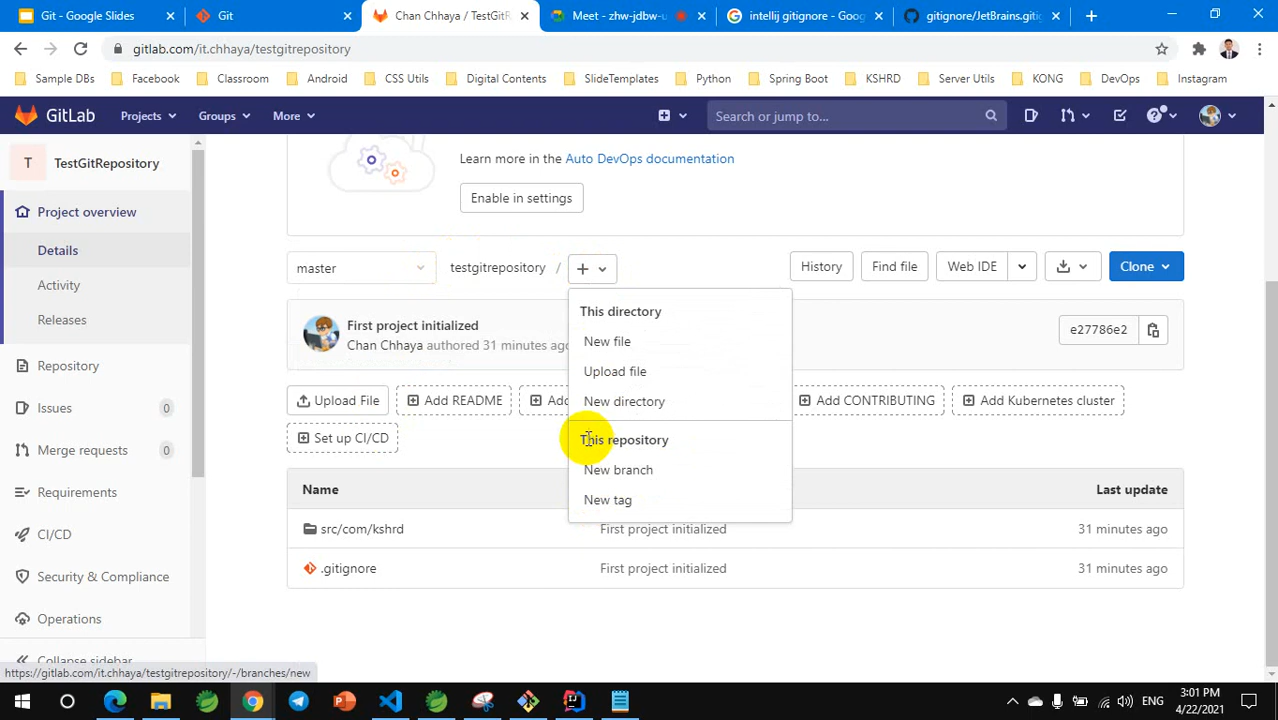 Git - Google Slides
Git
Chan Chhaya / TestGitR
Meet - zhw-jdbw-u
intellij gitignore - Goog
gitignore/JetBrains.giti
gitlab.com/it.chhaya/testgitrepository
Sample DBs
Facebook
Classroom
Android
CSS Utils
Digital Contents
SlideTemplates
Python
Spring Boot
KSHRD
Server Utils
KONG
DevOps
Instagram
GitLab
Projects
Groups
More
Search or jump to...
T
TestGitRepository
Learn more in the Auto DevOps documentation
Enable in settings
Project overview
Details
Activity
Releases
Repository
Issues
0
Merge requests
0
Requirements
CI/CD
Security & Compliance
Operations
Collapse sidebar
master
testgitrepository /
History
Find file
Web IDE
Clone
This directory
New file
Upload file
New directory
This repository
New branch
New tag
First project initialized
Chan Chhaya authored 31 minutes ago
e27786e2
Upload File
Add README
Add CONTRIBUTING
Add Kubernetes cluster
Set up CI/CD
Name
Last update
src/com/kshrd
First project initialized
31 minutes ago
.gitignore
First project initialized
31 minutes ago
https://gitlab.com/it.chhaya/testgitrepository/-/branches/new
ENG
3:01 PM
4/22/2021